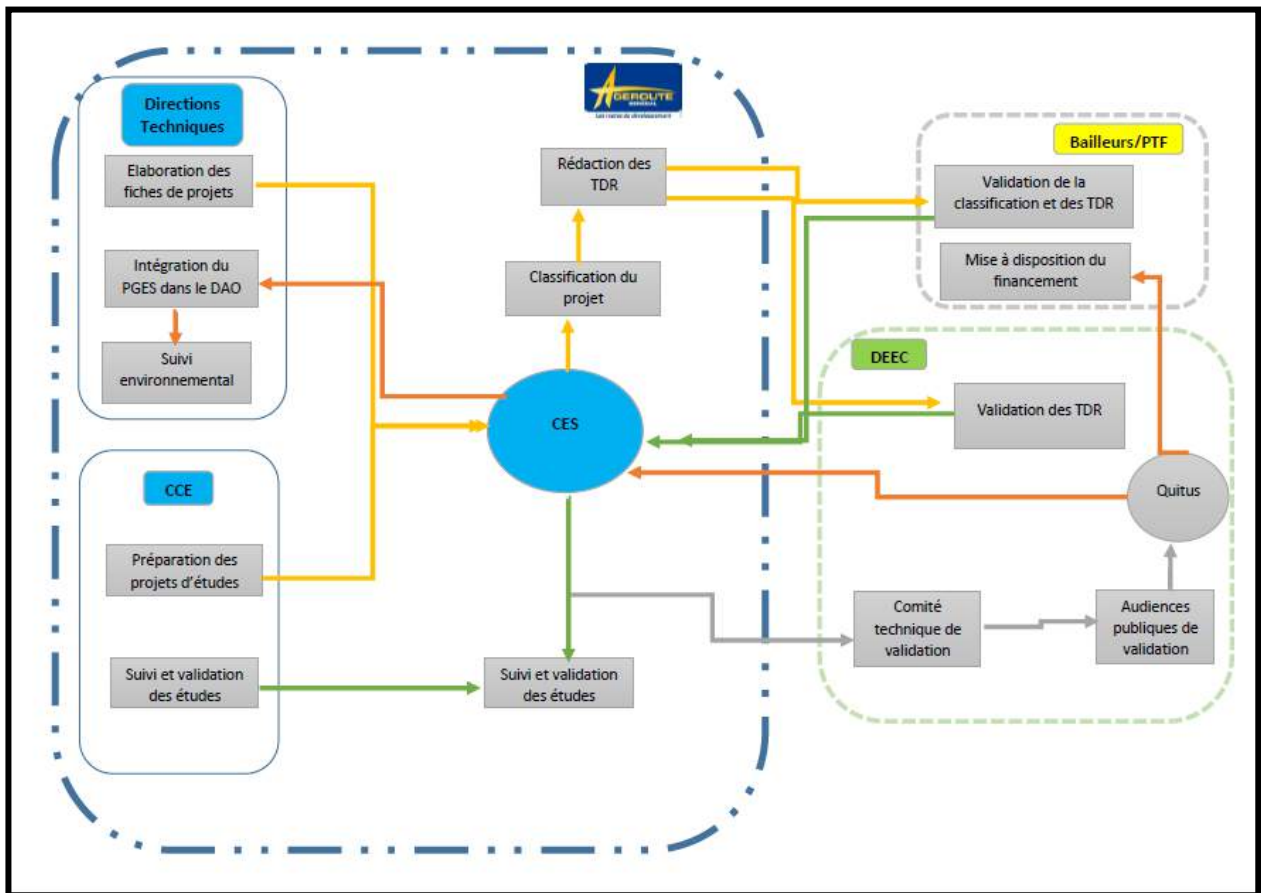 AGEROUTE
SENEGAL
Directions
Techniques
Elaboration des
fiches de projets
Intégration du
PGES dans le DAO
Suivi
environnemental
CCE
Préparation des
projets d'études
Suivi et validation
des études
Rédaction des
TDR
Classification du
projet
CES
Suivi et validation
des études
Bailleurs/PTF
Validation de la
classification et des TDR
Mise à disposition du
financement
DEEC
Validation des TDR
Quitus
Comité
technique de
validation
Audiences
publiques de
validation